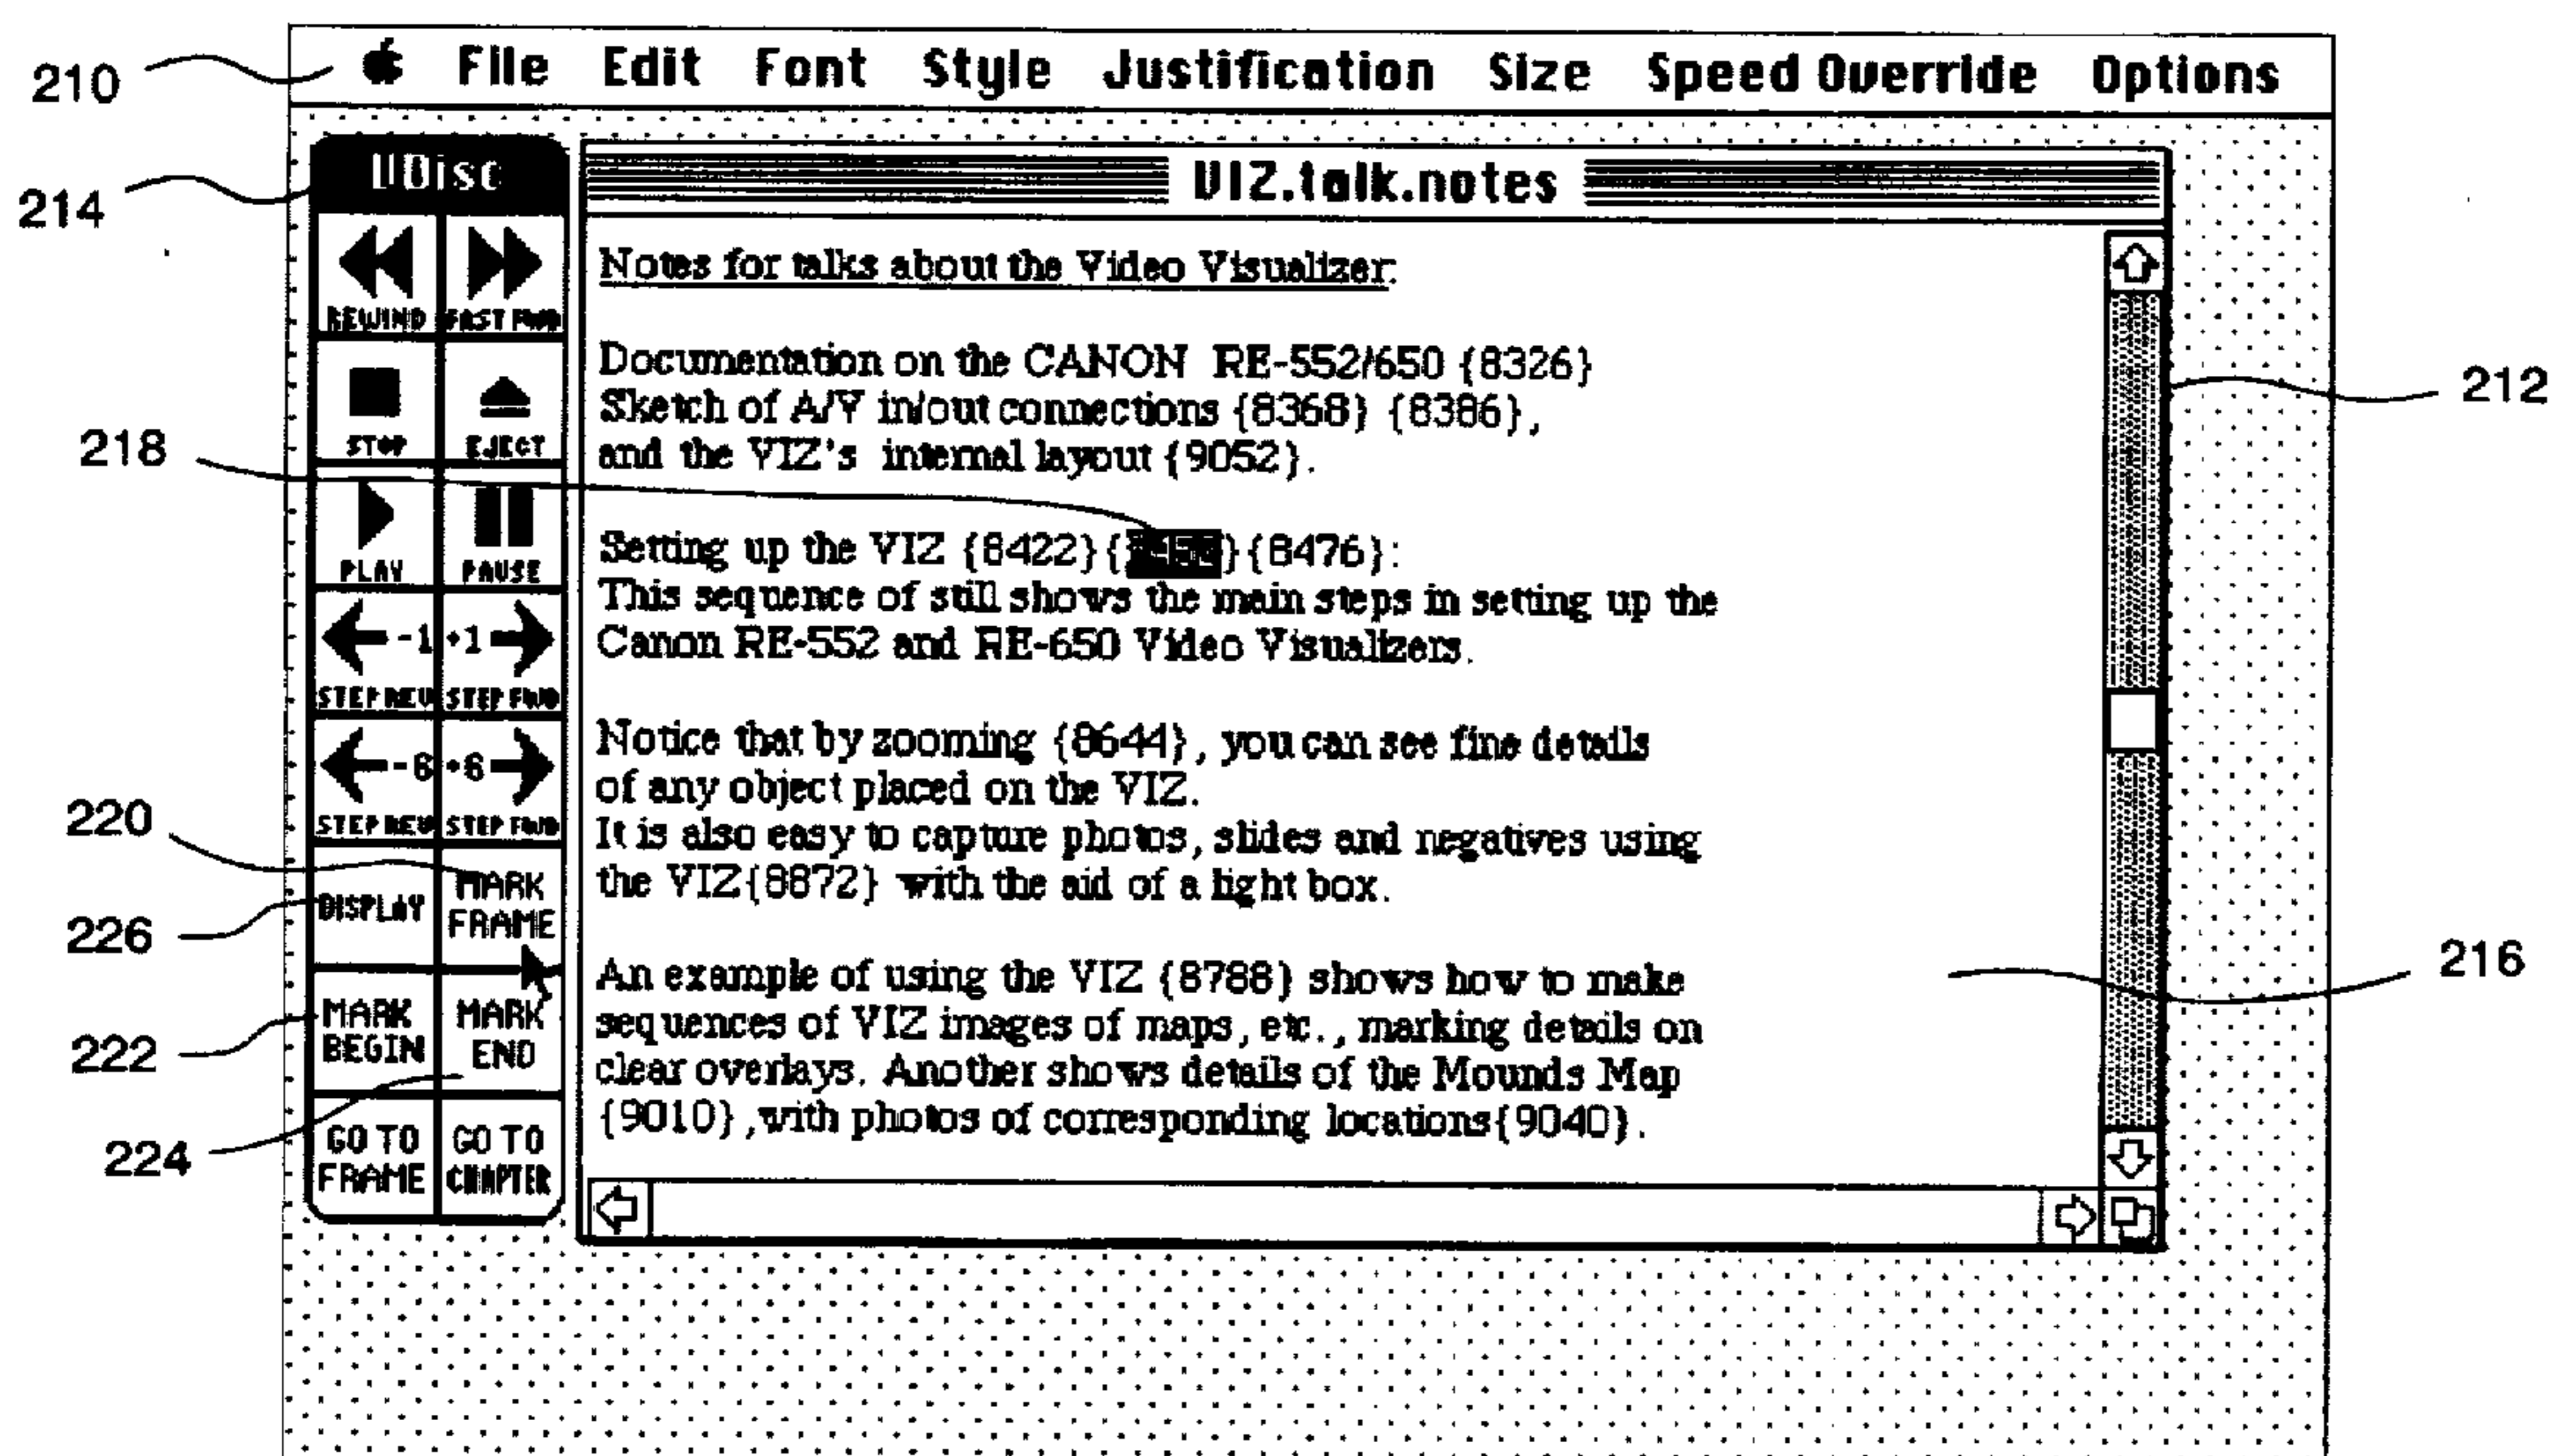 210
File Edit Font Style Justification Size Speed Override Options
214
VDisc
REWIND FAST FWD
STOP EJECT
PLAY PAUSE
-1 +1
STEP REV STEP FWD
-6 +6
STEP REV STEP FWD
DISPLAY MARK FRAME
MARK BEGIN MARK END
GO TO FRAME GO TO CHAPTER
218
220
226
222
224
VIZ.talk.notes
Notes for talks about the Video Visualizer:
Documentation on the CANON RE-552/650 {8326}
Sketch of A/V in/out connections {8368} {8386},
and the VIZ's internal layout {9052}.
Setting up the VIZ {8422}{ }{8476}:
This sequence of still shows the main steps in setting up the
Canon RE-552 and RE-650 Video Visualizers.
Notice that by zooming {8644}, you can see fine details
of any object placed on the VIZ.
It is also easy to capture photos, slides and negatives using
the VIZ{8872} with the aid of a light box.
An example of using the VIZ {8788} shows how to make
sequences of VIZ images of maps, etc., marking details on
clear overlays. Another shows details of the Mounds Map
{9010},with photos of corresponding locations{9040}.
212
216